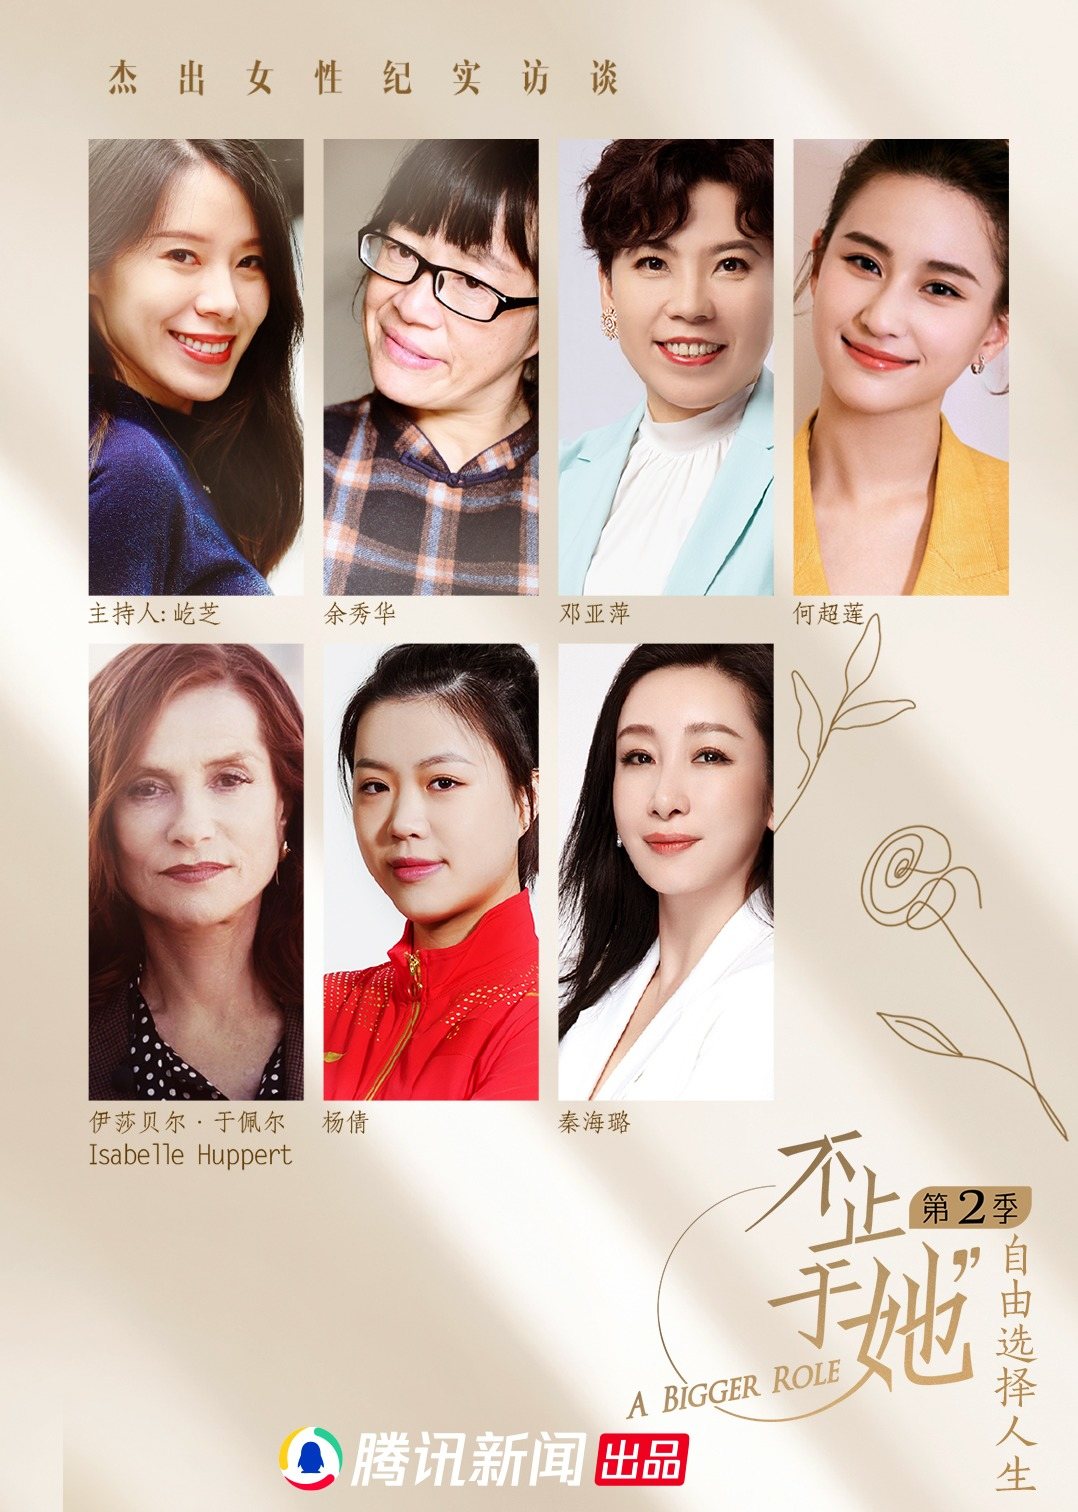 杰出女性纪实访谈
主持人: 屹芝
余秀华
邓亚萍
何超莲
伊莎贝尔·于佩尔
Isabelle Huppert
杨倩
秦海璐
不止于她”
第2季
自由选择人生
A BIGGER ROLE
腾讯新闻 出品